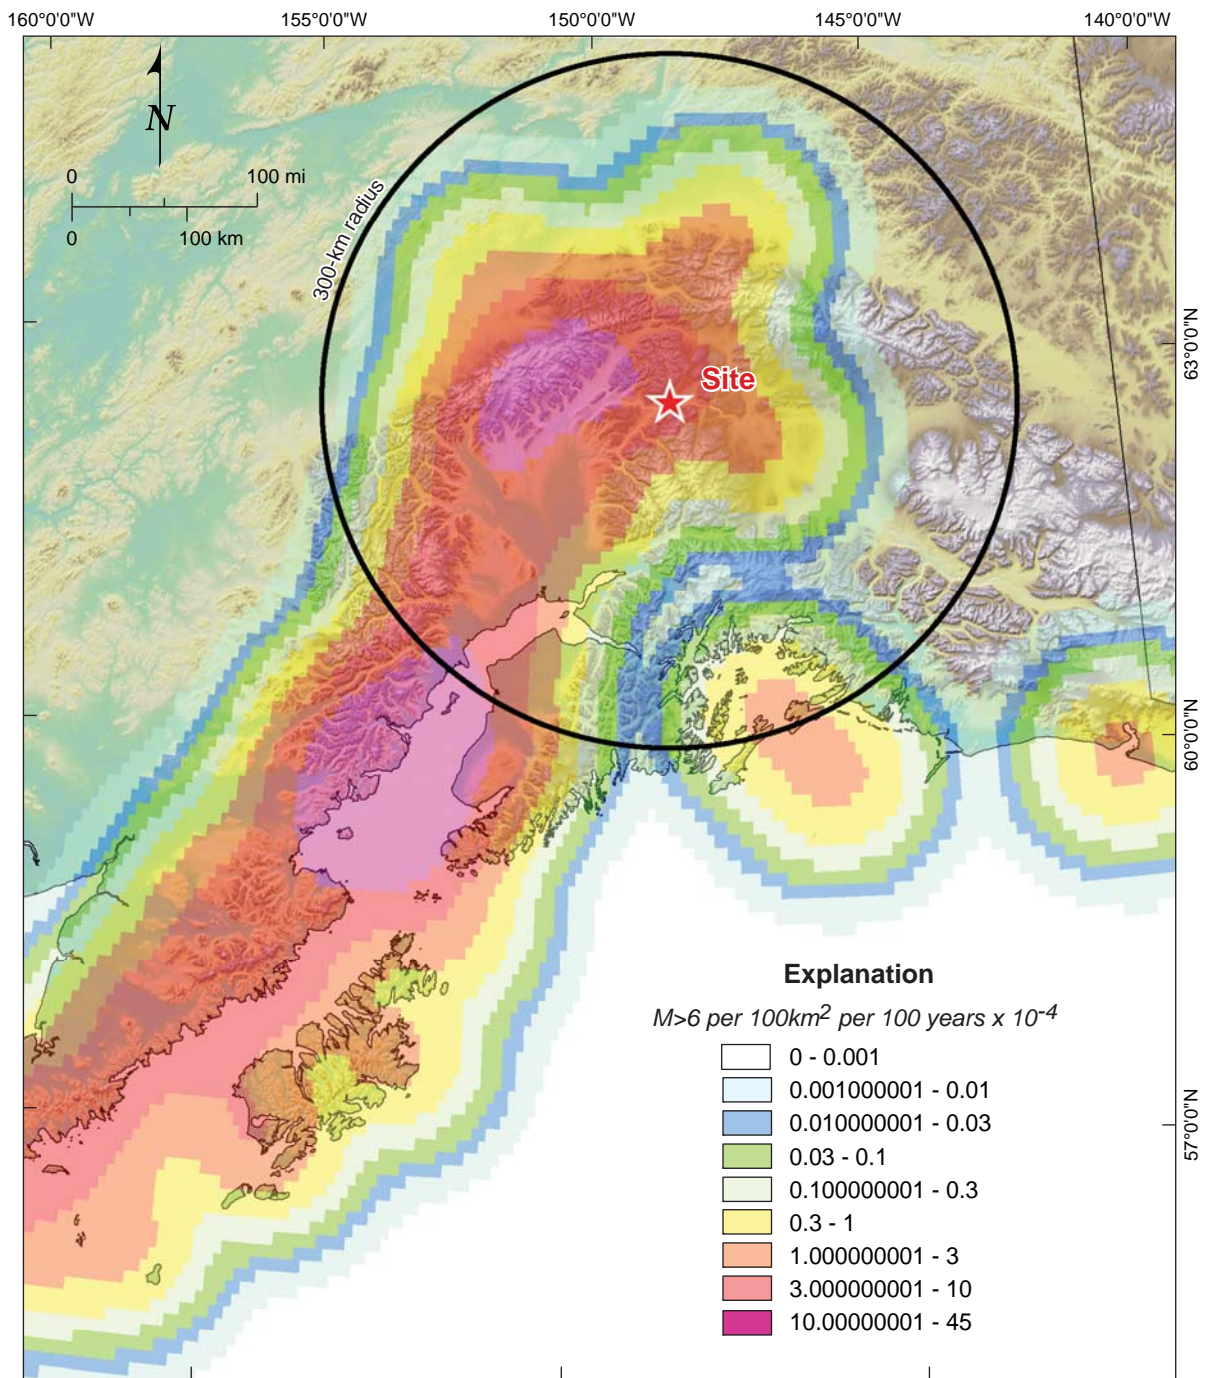 160°0'0"W 155°0'0"W 150°0'0"W 145°0'0"W 140°0'0"W
N
0 100 mi
0 100 km
300-km radius
63°0'0"N
Site
60°0'0"N
57°0'0"N
Explanation
M>6 per 100km2 per 100 years x 10-4
0 - 0.001
0.001000001 - 0.01
0.010000001 - 0.03
0.03 - 0.1
0.100000001 - 0.3
0.3 - 1
1.000000001 - 3
3.000000001 - 10
10.00000001 - 45